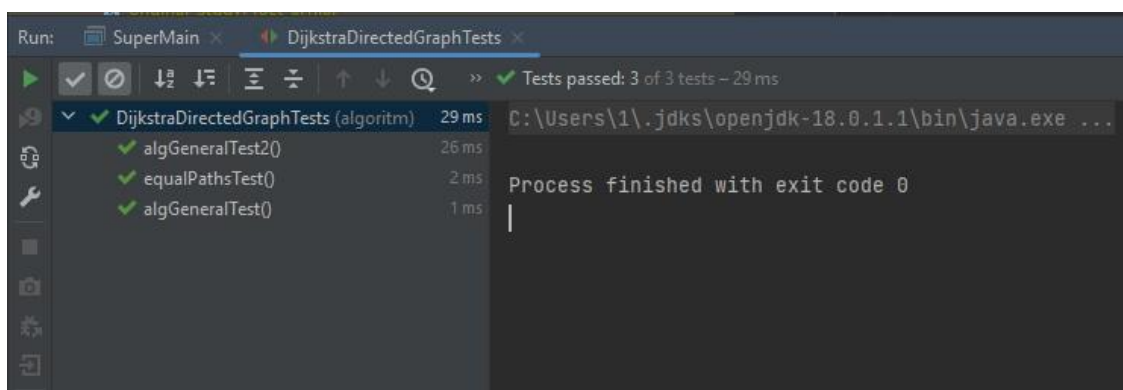 Run: SuperMain DijkstraDirectedGraphTests
Tests passed: 3 of 3 tests – 29 ms
DijkstraDirectedGraphTests (algoritm) 29 ms
algGeneralTest2() 26 ms
equalPathsTest() 2 ms
algGeneralTest() 1 ms
C:\Users\1\.jdks\openjdk-18.0.1.1\bin\java.exe ...
Process finished with exit code 0